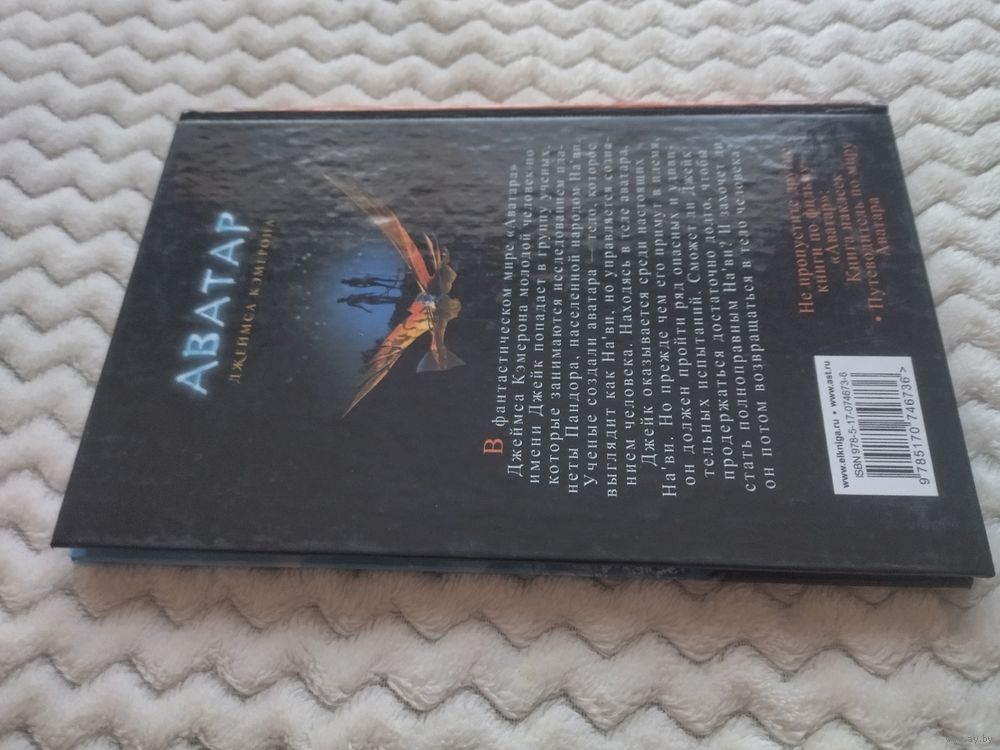 АВАТАР
ДЖЕЙМСА КЭМЕРОНА
В фантастическом мире «Аватара»
Джеймса Кэмерона молодой человек по
имени Джейк попадает в группу ученых,
которые занимаются исследованием пла-
неты Пандора, населенной народом На'ви.
Ученые создали аватара — тело, которое
выглядит как На'ви, но управляется созна-
нием человека. Находясь в теле аватара,
Джейк оказывается среди настоящих
На'ви. Но прежде чем его примут в племя,
он должен пройти ряд опасных и удиви-
тельных испытаний. Сможет ли Джейк
продержаться достаточно долго, чтобы
стать полноправным На'ви? И захочет ли
он потом возвращаться в тело человека
Не пропустите другие
книги по фильму
«Аватар»:
Книга наклеек
• Путеводитель по миру
Аватара
www.elkniga.ru • www.ast.ru
ISBN 978-5-17-074673-6
9 785170 746736>
www.ay.by